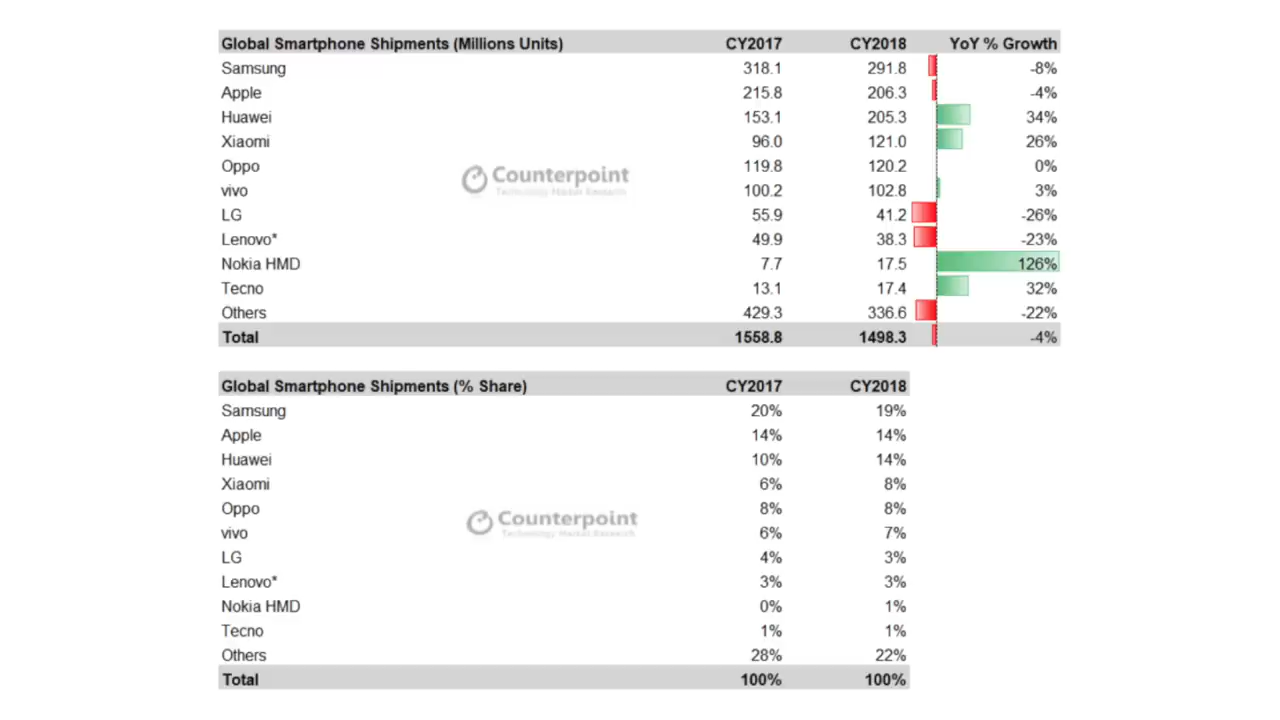 Global Smartphone Shipments (Millions Units) CY2017 CY2018 YoY % Growth
Samsung 318.1 291.8 -8%
Apple 215.8 206.3 -4%
Huawei 153.1 205.3 34%
Xiaomi 96.0 121.0 26%
Oppo 119.8 120.2 0%
Counterpoint
Technology Market Research
vivo 100.2 102.8 3%
LG 55.9 41.2 -26%
Lenovo* 49.9 38.3 -23%
Nokia HMD 7.7 17.5 126%
Tecno 13.1 17.4 32%
Others 429.3 336.6 -22%
Total 1558.8 1498.3 -4%
Global Smartphone Shipments (% Share) CY2017 CY2018
Samsung 20% 19%
Apple 14% 14%
Huawei 10% 14%
Xiaomi 6% 8%
Oppo 8% 8%
Counterpoint
Technology Market Research
vivo 6% 7%
LG 4% 3%
Lenovo* 3% 3%
Nokia HMD 0% 1%
Tecno 1% 1%
Others 28% 22%
Total 100% 100%